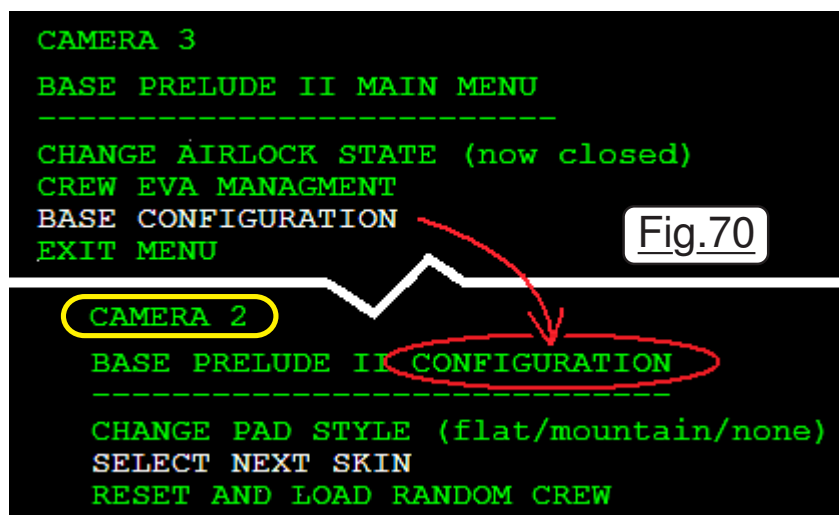 CAMERA 3
BASE PRELUDE II MAIN MENU
----------------------------
CHANGE AIRLOCK STATE (now closed)
CREW EVA MANAGMENT
BASE CONFIGURATION
EXIT MENU
Fig.70
CAMERA 2
BASE PRELUDE II CONFIGURATION
-------------------------------
CHANGE PAD STYLE (flat/mountain/none)
SELECT NEXT SKIN
RESET AND LOAD RANDOM CREW